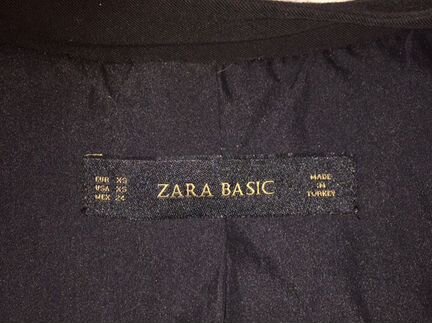 EUR XS
USA XS
MEX 24
ZARA BASIC
MADE
IN
TURKEY